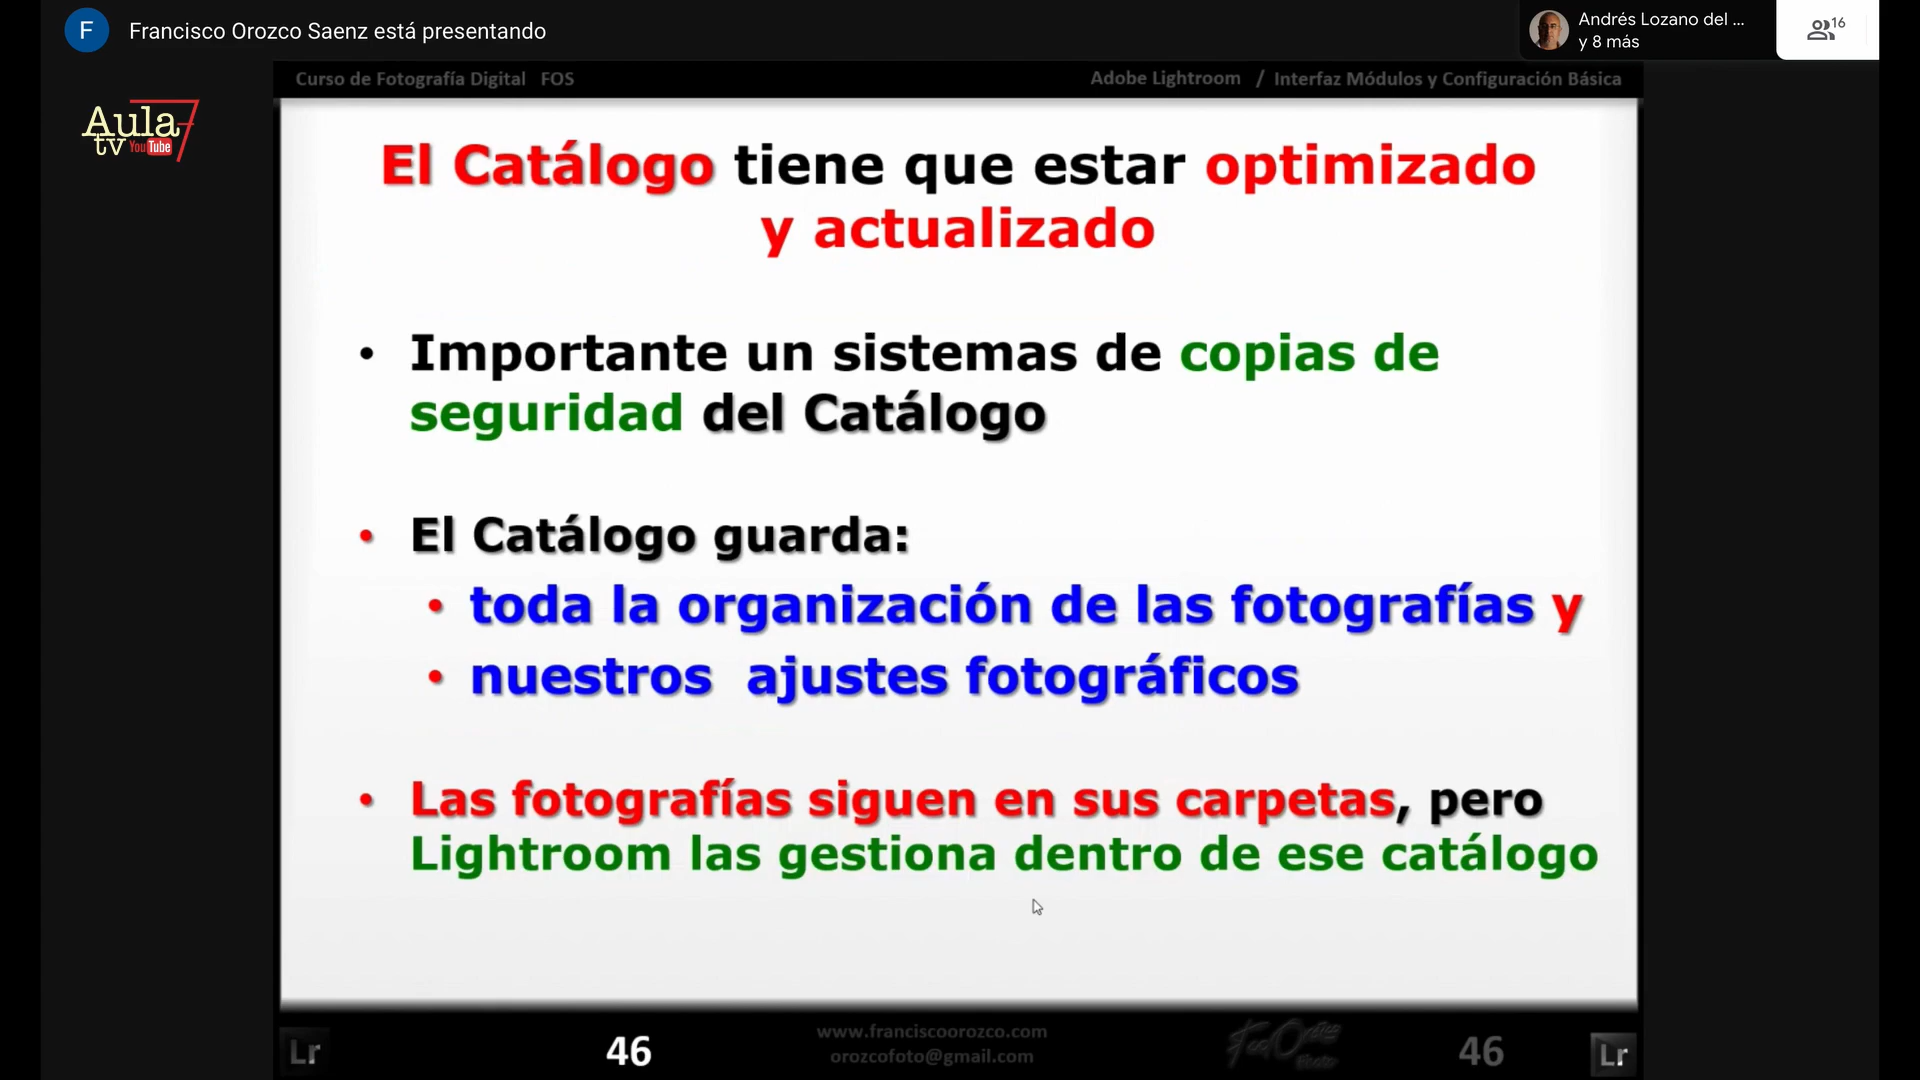 F Francisco Orozco Saenz está presentando
Andrés Lozano del ...
y 8 más
16
Curso de Fotografía Digital FOS
Adobe Lightroom / Interfaz Módulos y Configuración Básica
Aula 7
tv YouTube
El Catálogo tiene que estar optimizado
y actualizado
• Importante un sistemas de copias de
seguridad del Catálogo
• El Catálogo guarda:
• toda la organización de las fotografías y
• nuestros ajustes fotográficos
• Las fotografías siguen en sus carpetas, pero
Lightroom las gestiona dentro de ese catálogo
Lr
46
www.franciscoorozco.com
orozcofoto@gmail.com
46
Lr